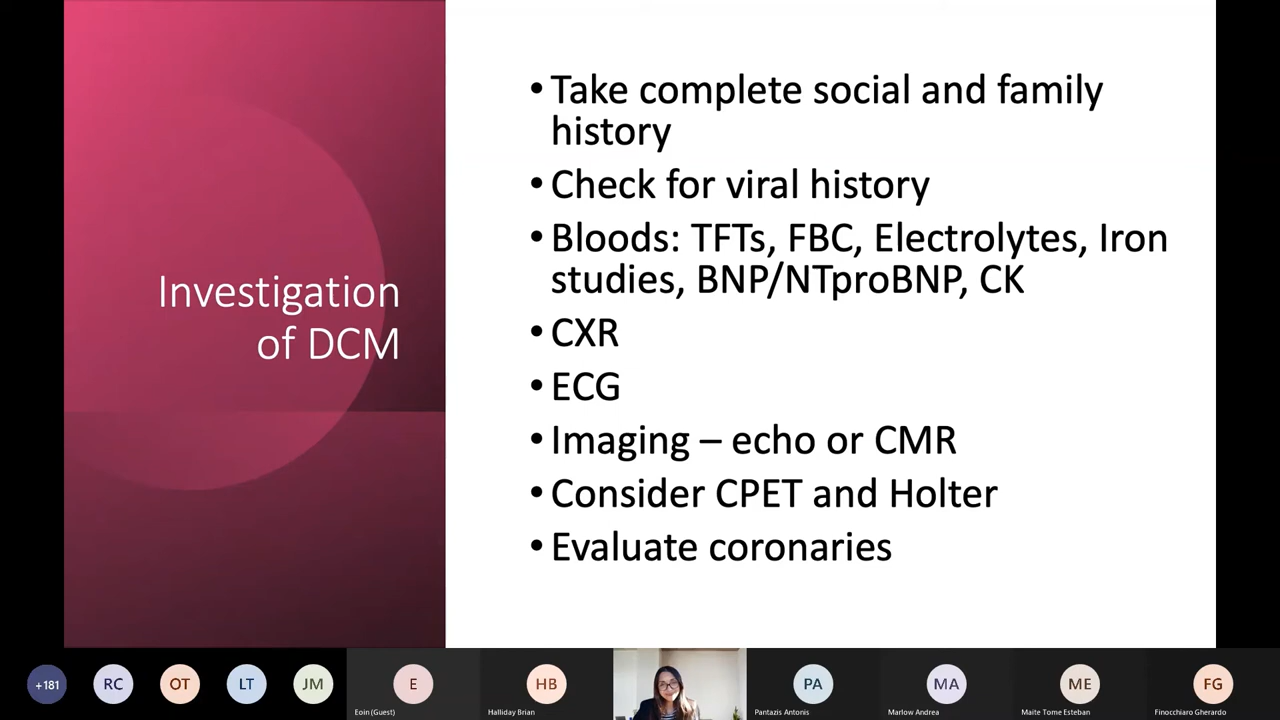 Investigation
of DCM
• Take complete social and family
history
• Check for viral history
• Bloods: TFTs, FBC, Electrolytes, Iron
studies, BNP/NTproBNP, CK
• CXR
• ECG
• Imaging – echo or CMR
• Consider CPET and Holter
• Evaluate coronaries
+181
RC
OT
LT
JM
E
Eoin (Guest)
HB
Halliday Brian
PA
Pantazis Antonis
MA
Marlow Andrea
ME
Maite Tome Esteban
FG
Finocchiaro Gherardo